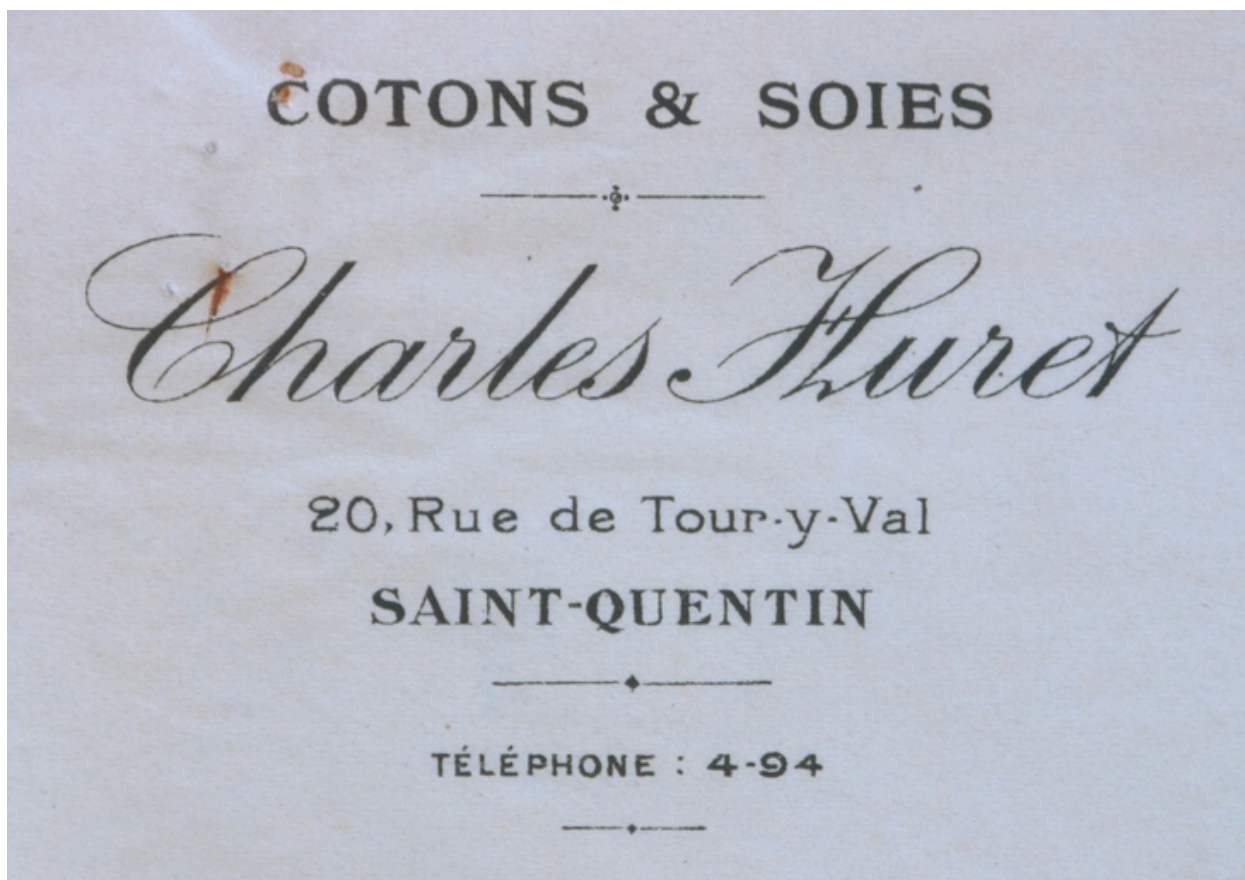 COTONS & SOIES
Charles Huret
20, Rue de Tour-y-Val
SAINT-QUENTIN
TÉLÉPHONE : 4-94